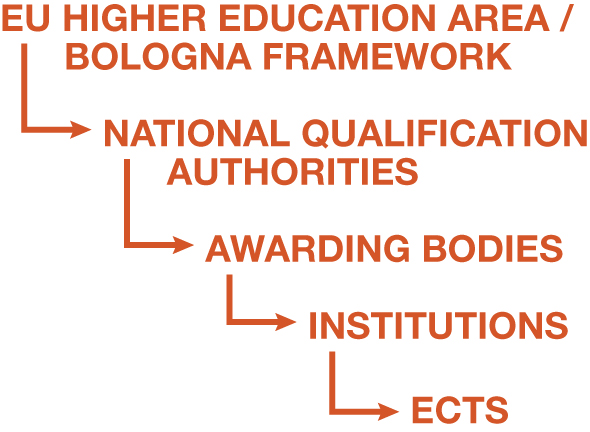 EU HIGHER EDUCATION AREA /
BOLOGNA FRAMEWORK
NATIONAL QUALIFICATION
AUTHORITIES
AWARDING BODIES
INSTITUTIONS
ECTS